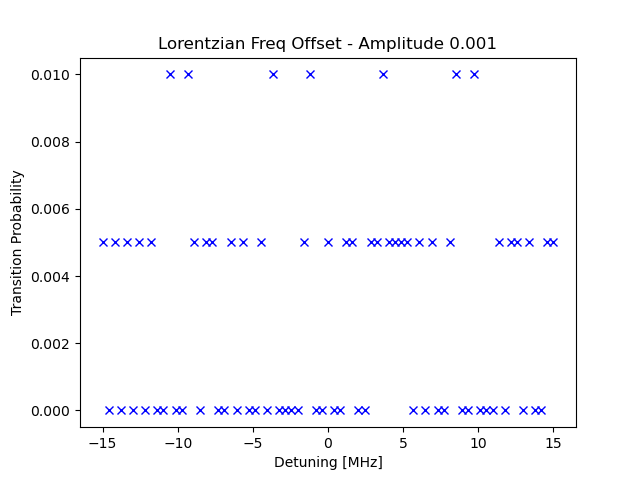 Lorentzian Freq Offset - Amplitude 0.001
0.010
0.008
0.006
0.004
0.002
0.000
Transition Probability
−15 −10 −5 0 5 10 15
Detuning [MHz]